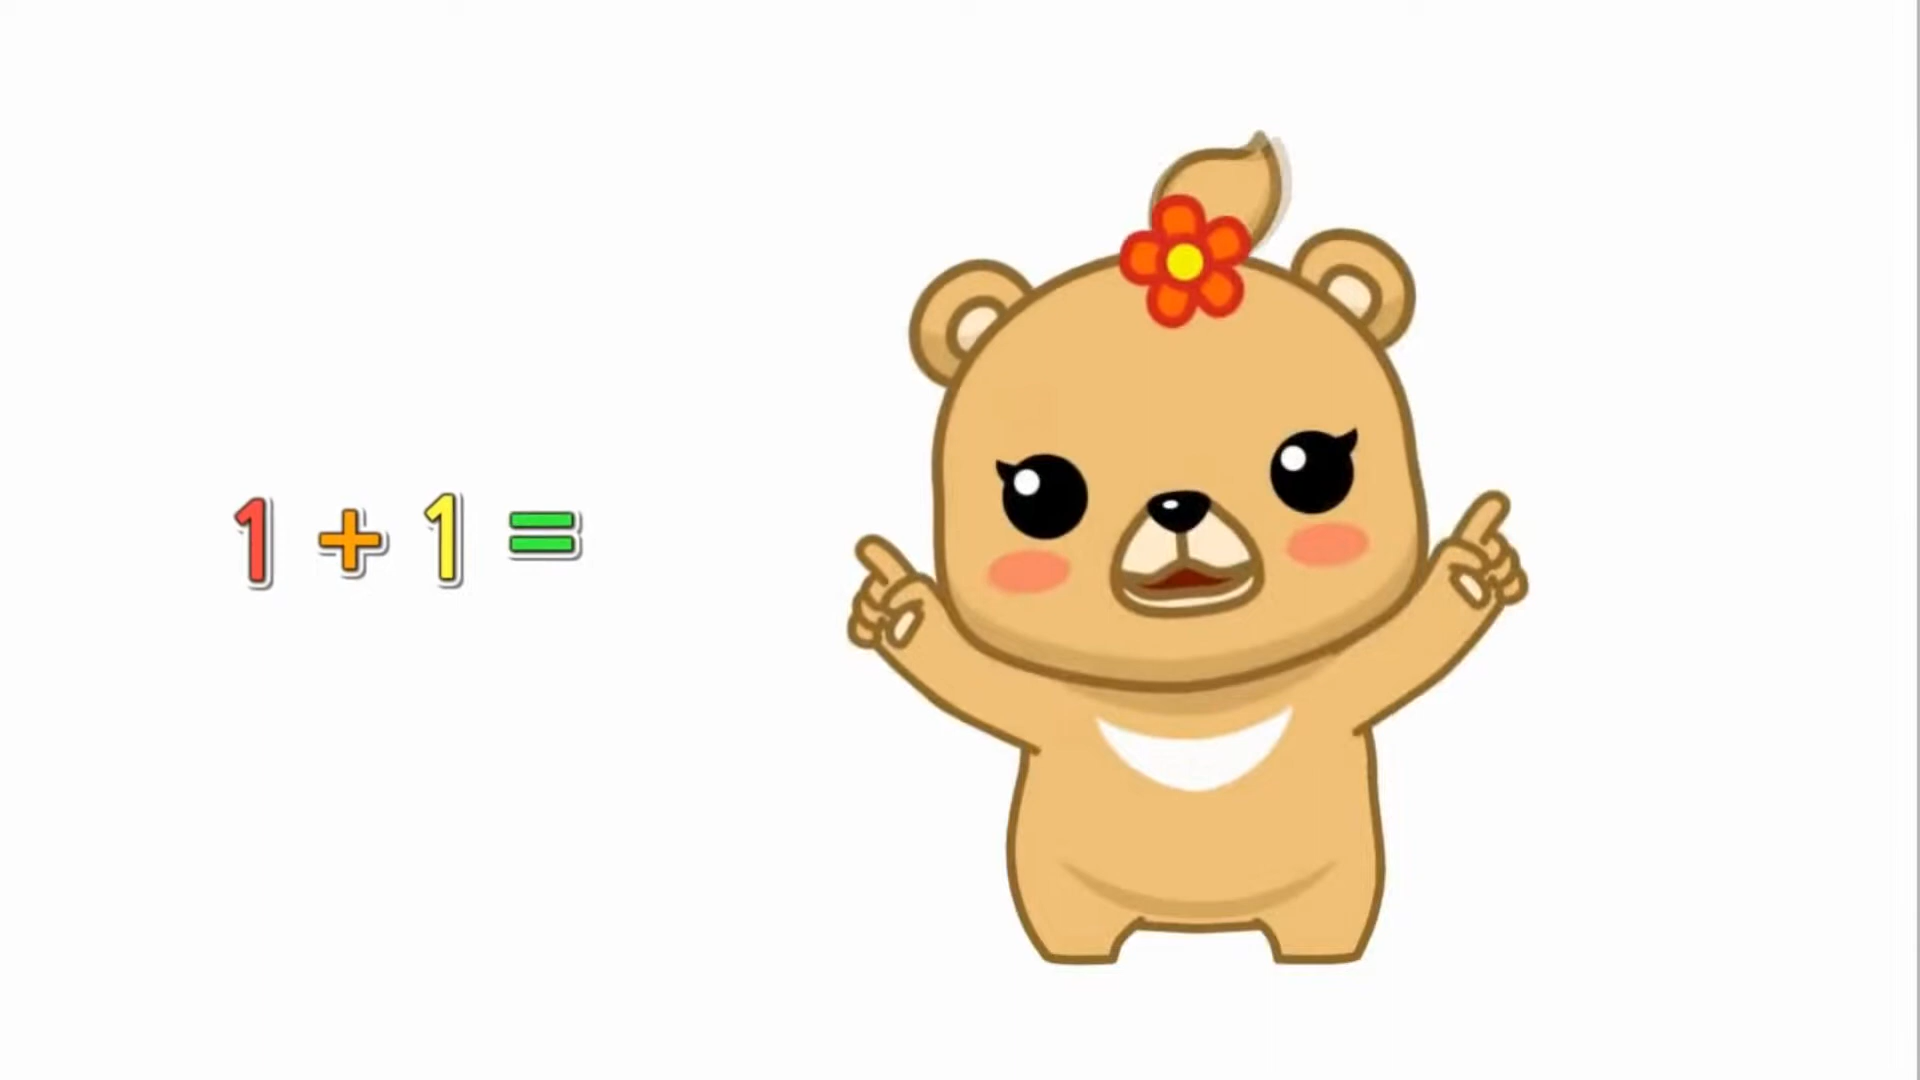 1 + 1 =